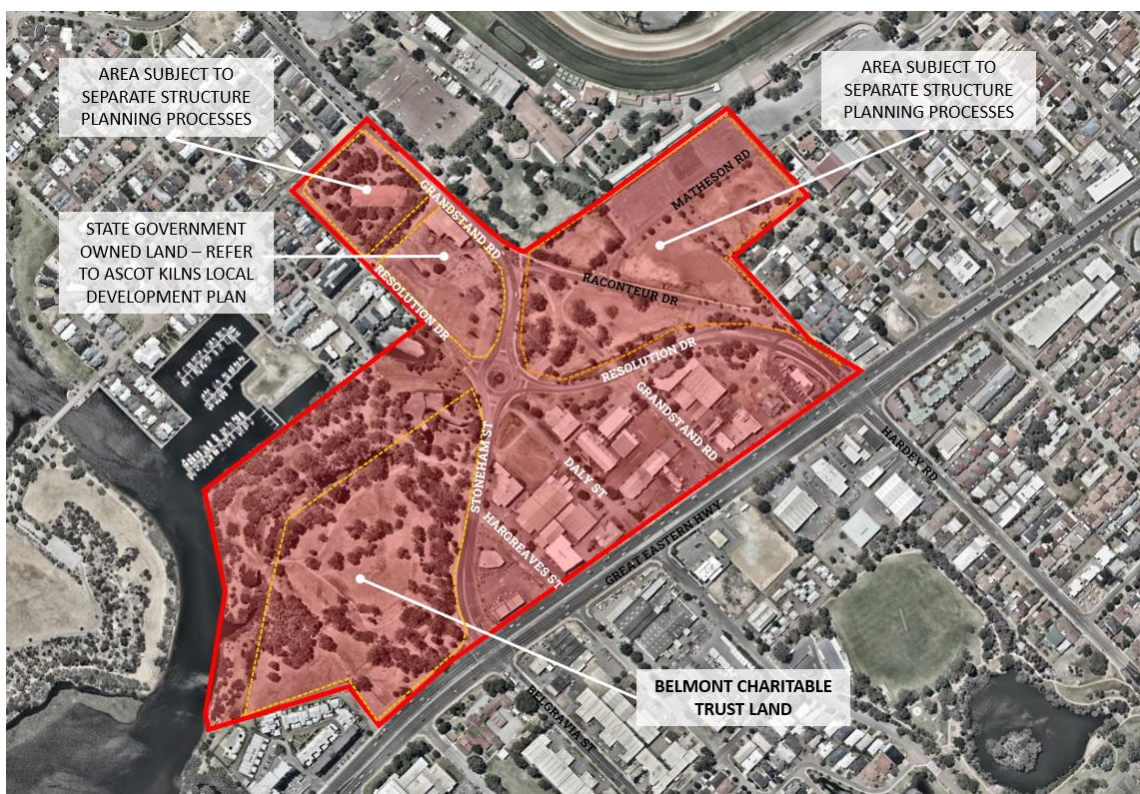 AREA SUBJECT TO
SEPARATE STRUCTURE
PLANNING PROCESSES
AREA SUBJECT TO
SEPARATE STRUCTURE
PLANNING PROCESSES
STATE GOVERNMENT
OWNED LAND – REFER
TO ASCOT KILNS LOCAL
DEVELOPMENT PLAN
GRANDSTAND RD
MATHESON RD
RESOLUTION DR
RACONTEUR DR
RESOLUTION DR
GRANDSTAND RD
STONEHAM ST
DALY ST
HARGREAVES ST
GREAT EASTERN HWY
HARDEY RD
BELGRAVIA ST
BELMONT CHARITABLE
TRUST LAND